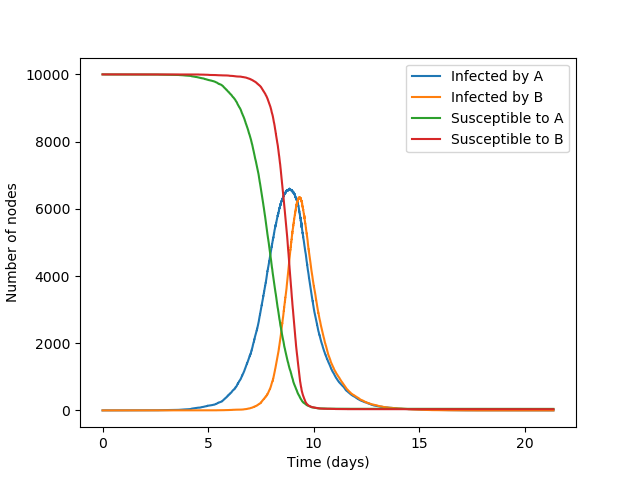 Infected by A
Infected by B
Susceptible to A
Susceptible to B
Number of nodes
10000
8000
6000
4000
2000
0
0 5 10 15 20
Time (days)